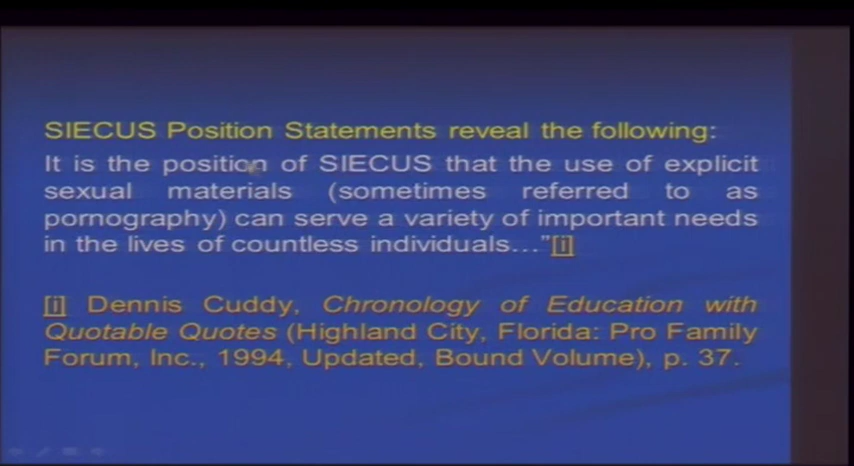 SIECUS Position Statements reveal the following:
It is the position of SIECUS that the use of explicit
sexual materials (sometimes referred to as
pornography) can serve a variety of important needs
in the lives of countless individuals…”[i]
[i] Dennis Cuddy, Chronology of Education with
Quotable Quotes (Highland City, Florida: Pro Family
Forum, Inc., 1994, Updated, Bound Volume), p. 37.